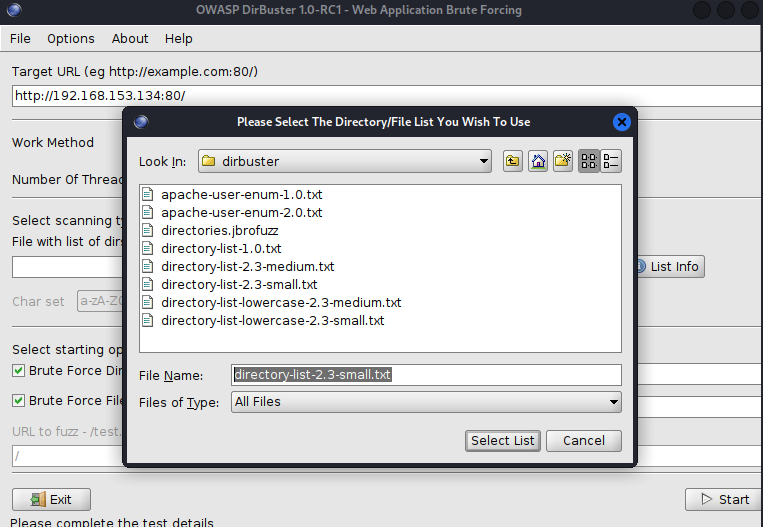 OWASP DirBuster 1.0-RC1 - Web Application Brute Forcing
File Options About Help
Target URL (eg http://example.com:80/)
http://192.168.153.134:80/
Please Select The Directory/File List You Wish To Use
Work Method
Look In: dirbuster
Number Of Threa
apache-user-enum-1.0.txt
apache-user-enum-2.0.txt
directories.jbrofuzz
directory-list-1.0.txt
directory-list-2.3-medium.txt
directory-list-2.3-small.txt
directory-list-lowercase-2.3-medium.txt
directory-list-lowercase-2.3-small.txt
Select scanning ty
File with list of dirs
List Info
Char set a-zA-Z0
Select starting op
Brute Force Dir
File Name: directory-list-2.3-small.txt
Brute Force File
Files of Type: All Files
URL to fuzz - /test.
/
Select List Cancel
Exit Start
Please complete the test details